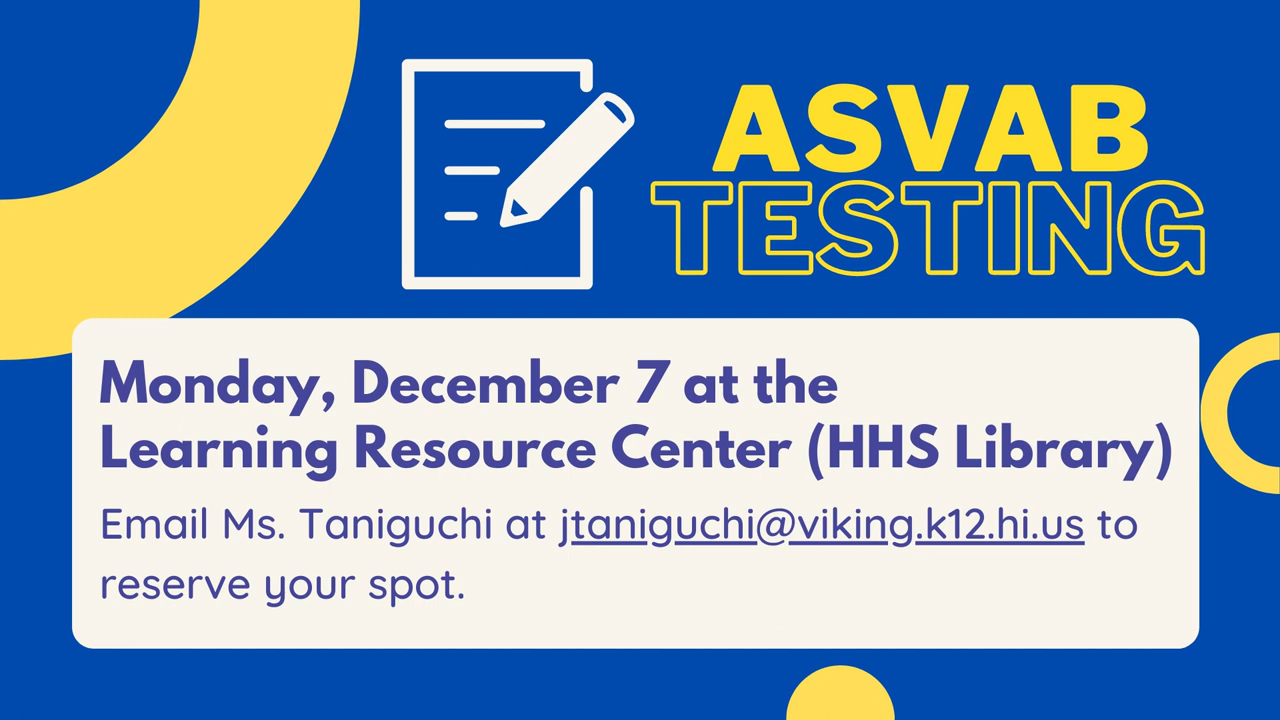 ASVAB
TESTING
Monday, December 7 at the
Learning Resource Center (HHS Library)
Email Ms. Taniguchi at jtaniguchi@viking.k12.hi.us to
reserve your spot.